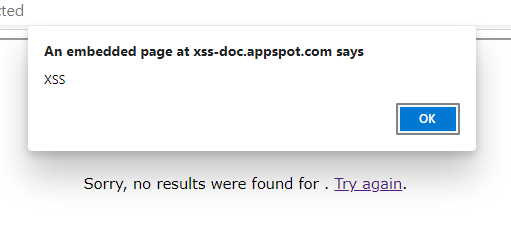 cted
An embedded page at xss-doc.appspot.com says
XSS
OK
Sorry, no results were found for . Try again.